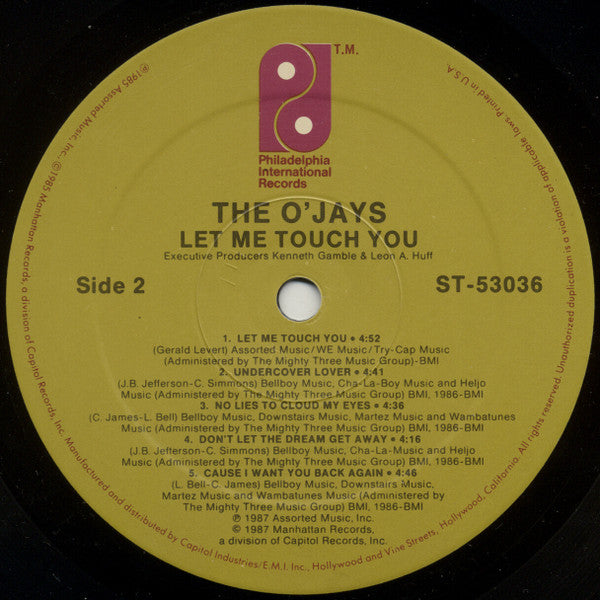 T.M.
Philadelphia
International
Records
THE O'JAYS
LET ME TOUCH YOU
Executive Producers Kenneth Gamble & Leon A. Huff
Side 2
ST-53036
1. LET ME TOUCH YOU • 4:52
(Gerald Levert) Assorted Music/WE Music/Try-Cap Music
(Administered by The Mighty Three Music Group)-BMI
2. UNDERCOVER LOVER • 4:41
(J.B. Jefferson-C. Simmons) Bellboy Music, Cha-La-Boy Music and Heljo
Music (Administered by The Mighty Three Music Group) BMI, 1986-BMI
3. NO LIES TO CLOUD MY EYES • 4:36
(C. James-L. Bell) Bellboy Music, Downstairs Music, Martez Music and Wambatunes
Music (Administered by The Mighty Three Music Group) BMI, 1986-BMI
4. DON'T LET THE DREAM GET AWAY • 4:16
(J.B. Jefferson-C. Simmons) Bellboy Music, Cha-La-Music and Heljo
Music (Administered by The Mighty Three Music Group) BMI, 1986-BMI
5. CAUSE I WANT YOU BACK AGAIN • 4:46
(L. Bell-C. James) Bellboy Music, Downstairs Music,
Martez Music and Wambatunes Music (Administered by
The Mighty Three Music Group) BMI, 1986-BMI
℗ 1987 Assorted Music, Inc.
© 1987 Manhattan Records,
a division of Capitol Records, Inc.
℗1985 Assorted Music, Inc., ©1985 Manhattan Records, a division of Capitol Records, Inc. Manufactured and distributed by Capitol Industries/E.M.I. Inc., Hollywood and Vine Streets, Hollywood, California. All rights reserved. Unauthorized duplication is a violation of applicable laws. Printed in U.S.A.